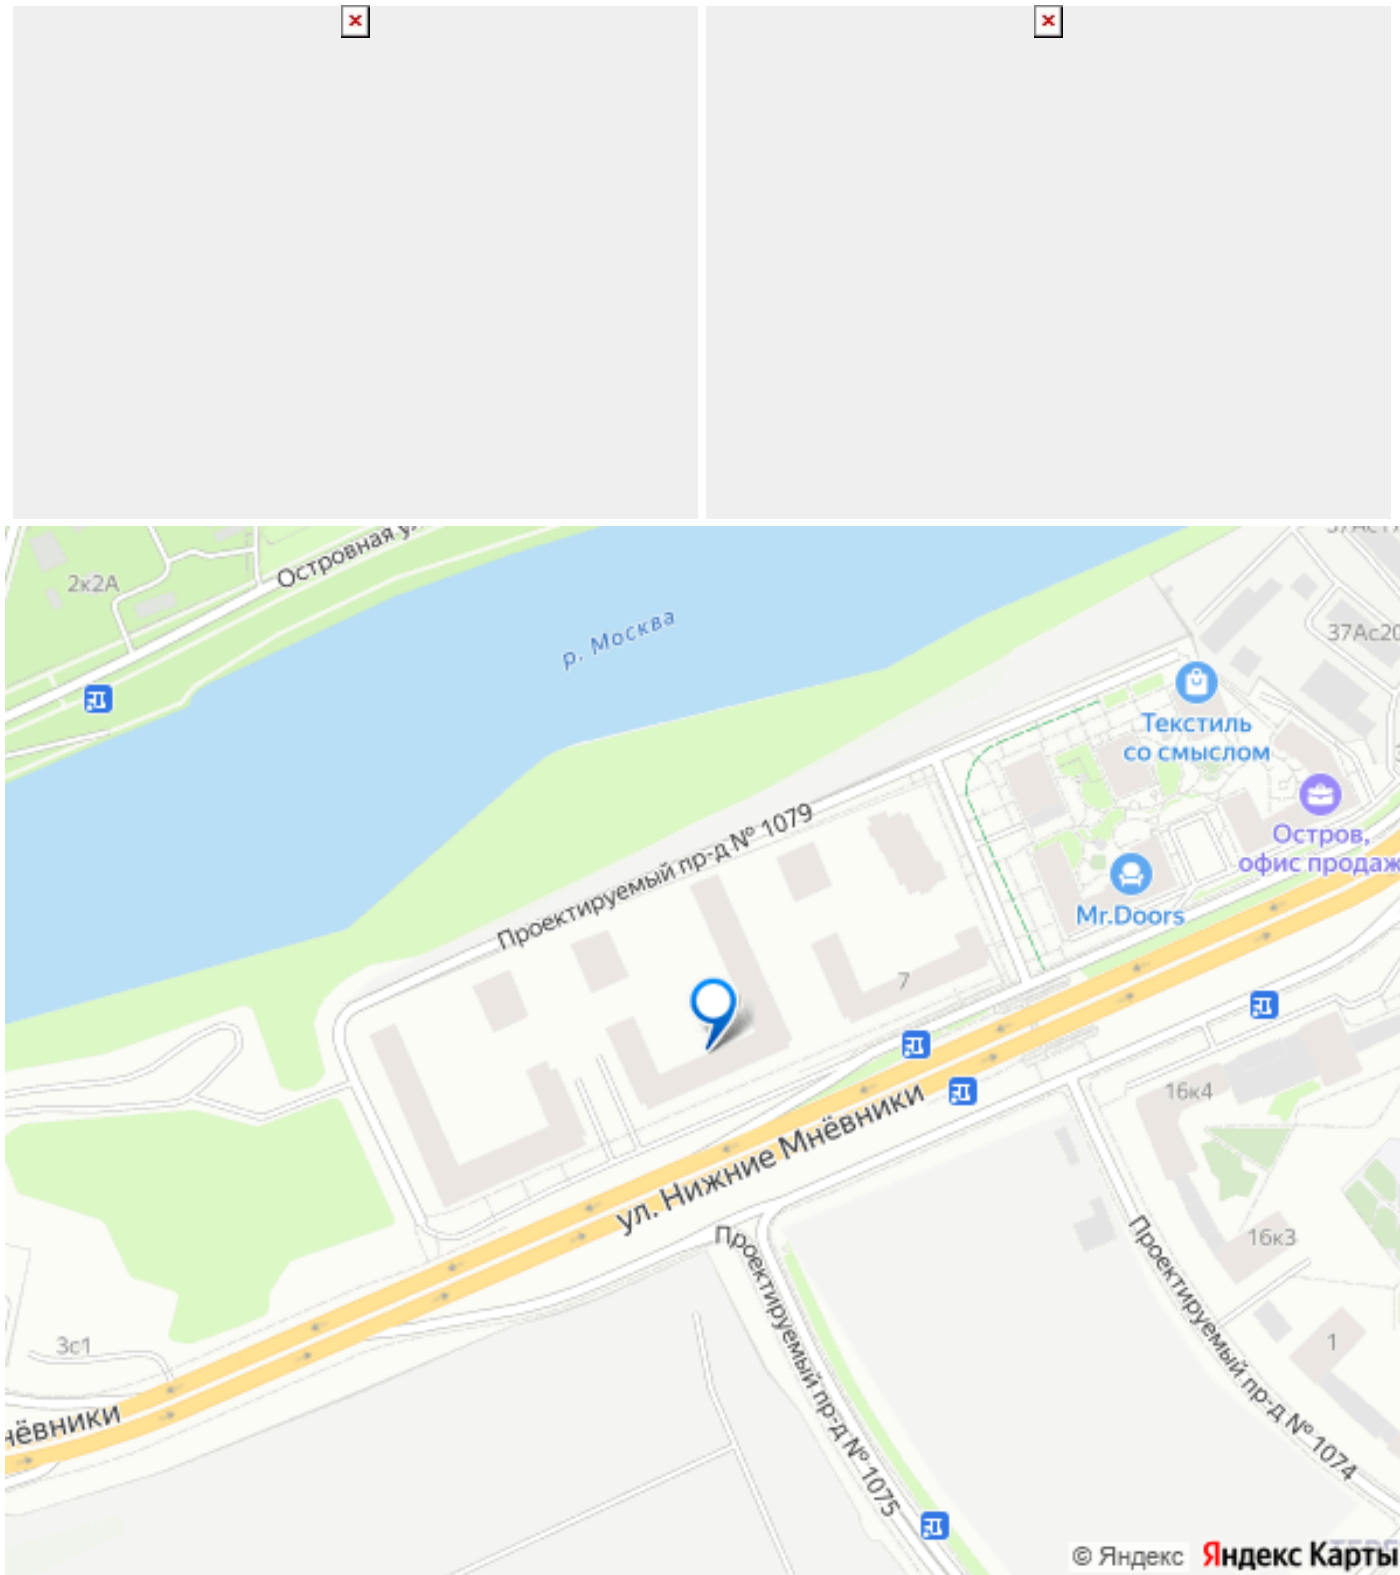 Островная ул.
2к2А
р. Москва
37Ас20
Текстиль
со смыслом
Остров,
офис продаж
Проектируемый пр-д № 1079
Mr.Doors
7
16к4
ул. Нижние Мнёвники
16к3
Проектируемый пр-д № 1075
Проектируемый пр-д № 1074
1
3с1
нёвники
© Яндекс Яндекс Карты